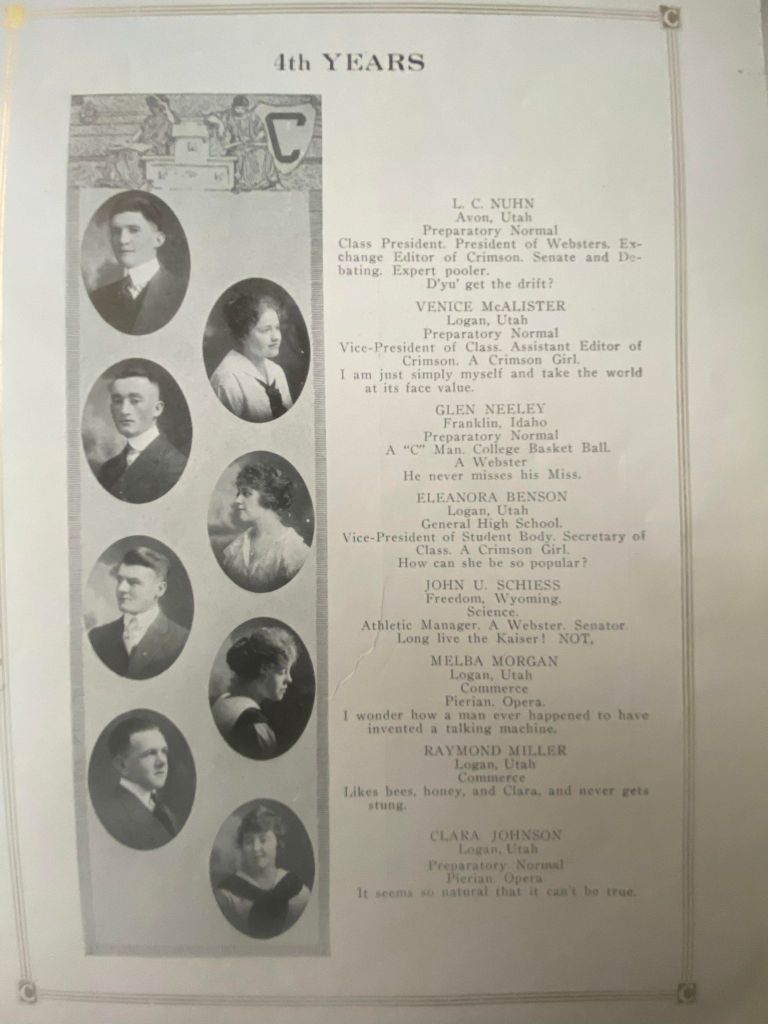 C
4th YEARS
C
L. C. NUHN
Avon, Utah
Preparatory Normal
Class President. President of Websters. Ex-
change Editor of Crimson. Senate and De-
bating. Expert pooler.
D'yu' get the drift?
VENICE McALISTER
Logan, Utah
Preparatory Normal
Vice-President of Class. Assistant Editor of
Crimson. A Crimson Girl.
I am just simply myself and take the world
at its face value.
GLEN NEELEY
Franklin, Idaho
Preparatory Normal
A "C" Man. College Basket Ball.
A Webster
He never misses his Miss.
ELEANORA BENSON
Logan, Utah
General High School.
Vice-President of Student Body. Secretary of
Class. A Crimson Girl.
How can she be so popular?
JOHN U. SCHIESS
Freedom, Wyoming.
Science.
Athletic Manager. A Webster. Senator.
Long live the Kaiser! NOT.
MELBA MORGAN
Logan, Utah
Commerce
Pierian. Opera.
I wonder how a man ever happened to have
invented a talking machine.
RAYMOND MILLER
Logan, Utah
Commerce
Likes bees, honey, and Clara, and never gets
stung.
CLARA JOHNSON
Logan, Utah
Preparatory Normal
Pierian. Opera
It seems so natural that it can't be true.
C
C